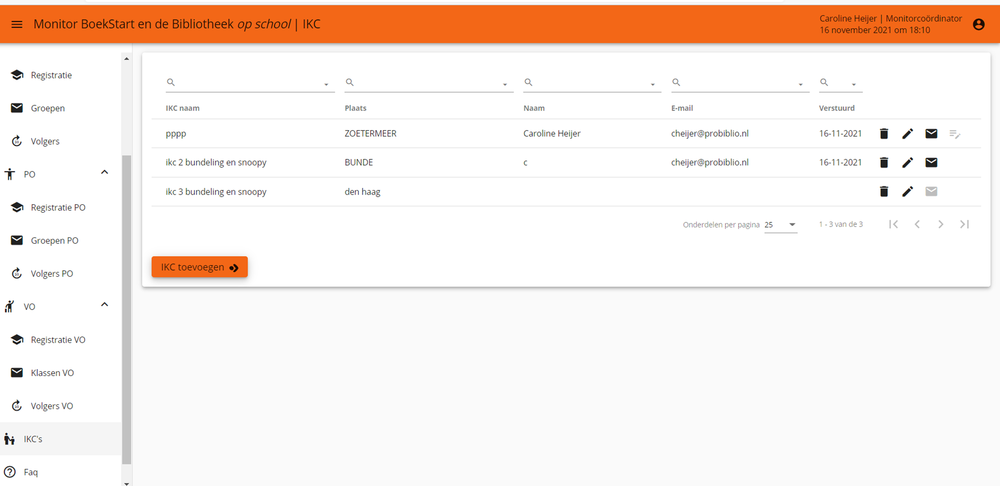 Monitor BoekStart en de Bibliotheek op school | IKC
Caroline Heijer | Monitorcoördinator
16 november 2021 om 18:10
Registratie
Groepen
Volgers
PO
Registratie PO
Groepen PO
Volgers PO
VO
Registratie VO
Klassen VO
Volgers VO
IKC's
Faq
IKC naam Plaats Naam E-mail Verstuurd
pppp ZOETERMEER Caroline Heijer cheijer@probiblio.nl 16-11-2021
ikc 2 bundeling en snoopy BUNDE c cheijer@probiblio.nl 16-11-2021
ikc 3 bundeling en snoopy den haag
Onderdelen per pagina 25 1 - 3 van de 3
IKC toevoegen